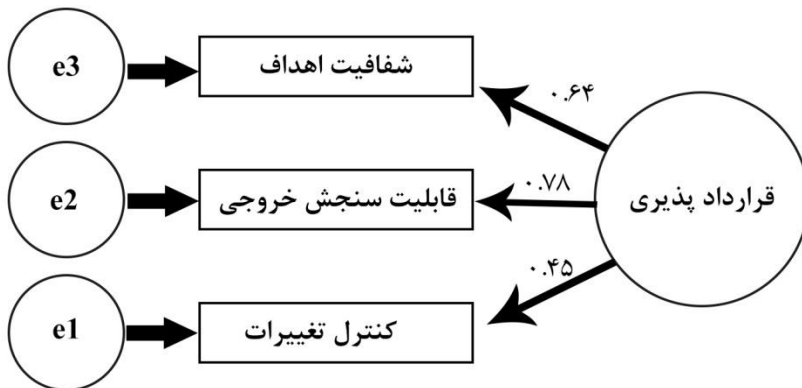 e3
شفافیت اهداف
۰.۶۴
e2
قابلیت سنجش خروجی
۰.۷۸
قرارداد پذیری
e1
کنترل تغییرات
۰.۴۵